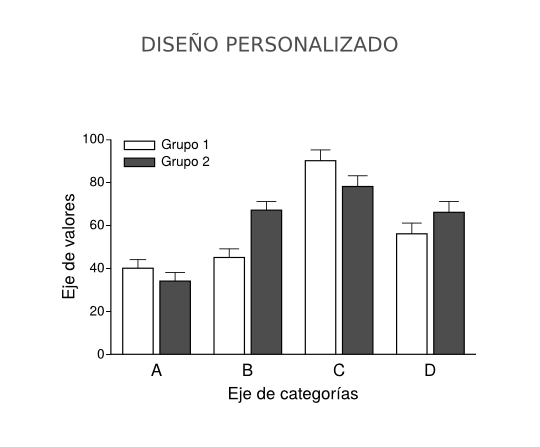 DISEÑO PERSONALIZADO
Grupo 1
Grupo 2
100
80
60
40
20
0
Eje de valores
A B C D
Eje de categorías